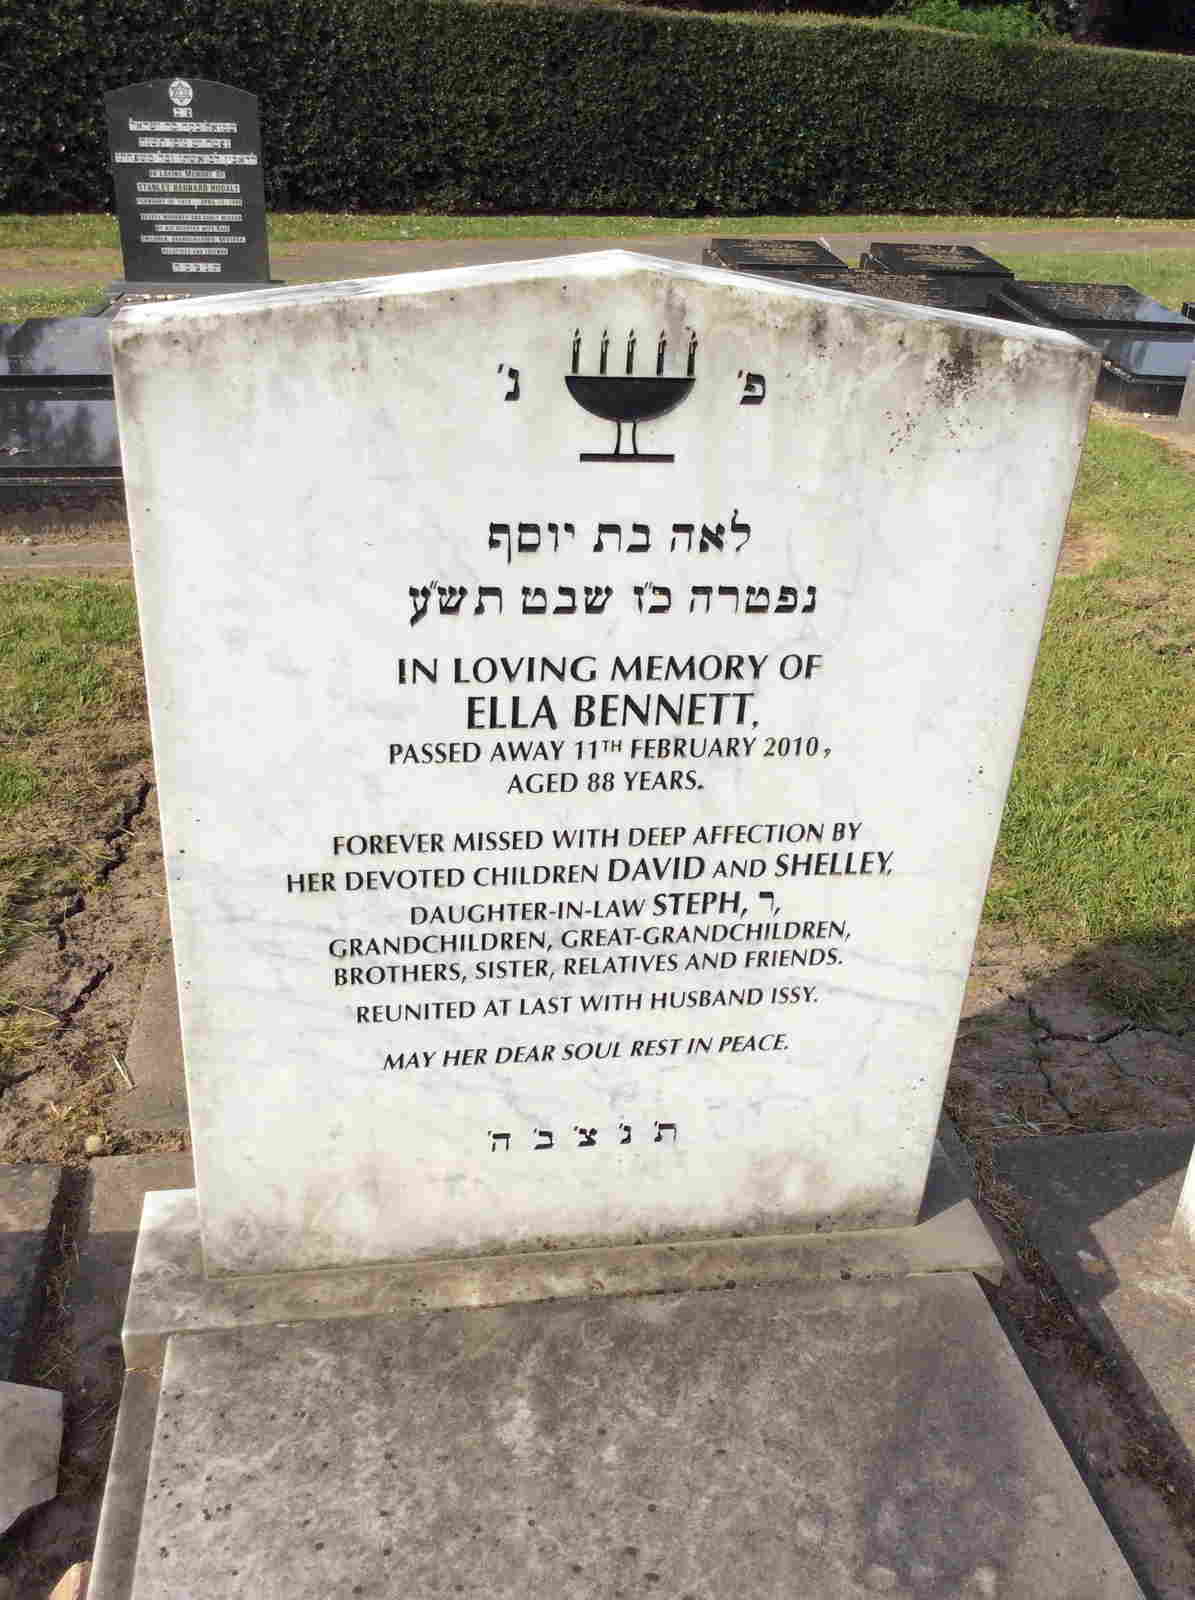 IN LOVING MEMORY OF
STANLEY BERNARD
פ' נ'
לאה בת יוסף
נפטרה כ"ז שבט תש"ע
IN LOVING MEMORY OF
ELLA BENNETT,
PASSED AWAY 11TH FEBRUARY 2010,
AGED 88 YEARS.
FOREVER MISSED WITH DEEP AFFECTION BY
HER DEVOTED CHILDREN DAVID AND SHELLEY,
DAUGHTER-IN-LAW STEPH, ר,
GRANDCHILDREN, GREAT-GRANDCHILDREN,
BROTHERS, SISTER, RELATIVES AND FRIENDS.
REUNITED AT LAST WITH HUSBAND ISSY.
MAY HER DEAR SOUL REST IN PEACE.
ת' נ' צ' ב' ה'